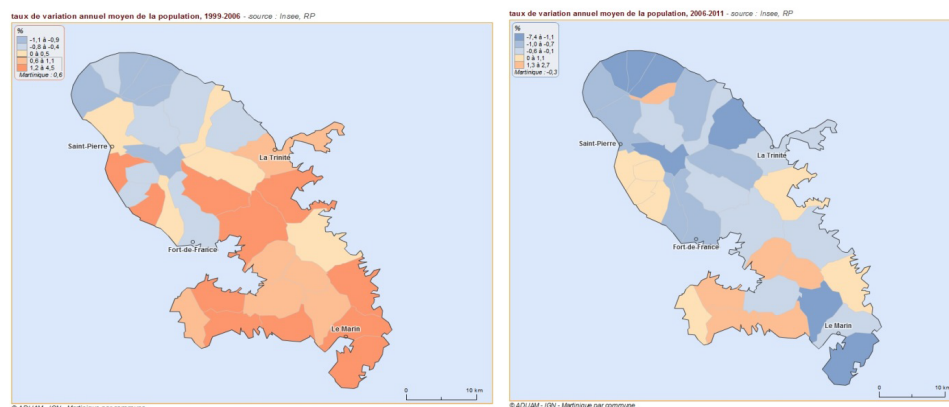 taux de variation annuel moyen de la population, 1999-2006 - source : Insee, RP
%
-1,1 à -0,9
-0,8 à -0,4
0 à 0,5
0,6 à 1,1
1,2 à 4,5
Martinique : 0,6
Saint-Pierre
La Trinité
Fort-de-France
Le Marin
0 10 km
© ADUAM - IGN - Martinique par commune
taux de variation annuel moyen de la population, 2006-2011 - source : Insee, RP
%
-7,4 à -1,1
-1,0 à -0,7
-0,6 à -0,1
0 à 1,1
1,3 à 2,7
Martinique : -0,3
Saint-Pierre
La Trinité
Fort-de-France
Le Marin
0 10 km
© ADUAM - IGN - Martinique par commune